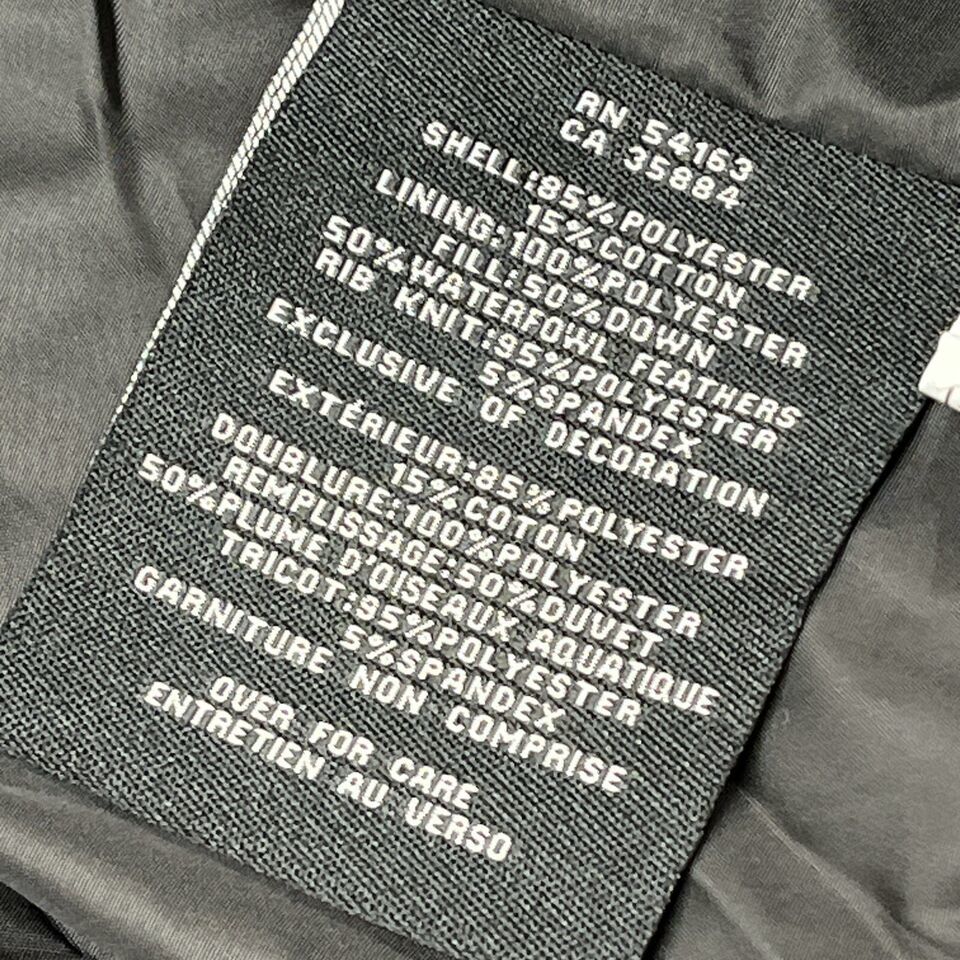 RN 54163
CA 35884
SHELL:85%POLYESTER
15%COTTON
LINING:100%POLYESTER
FILL:50%DOWN
50%WATERFOWL FEATHERS
RIB KNIT:95%POLYESTER
5%SPANDEX
EXCLUSIVE OF DECORATION
EXTÉRIEUR:85%POLYESTER
15%COTON
DOUBLURE:100%POLYESTER
REMPLISSAGE:50%DUVET
50%PLUME D'OISEAUX AQUATIQUE
TRICOT:95%POLYESTER
5%SPANDEX
GARNITURE NON COMPRISE
OVER FOR CARE
ENTRETIEN AU VERSO